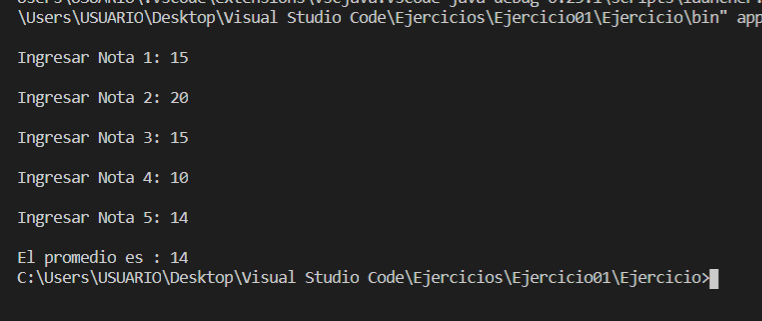 \Users\USUARIO\Desktop\Visual Studio Code\Ejercicios\Ejercicio01\Ejercicio\bin" app
Ingresar Nota 1: 15
Ingresar Nota 2: 20
Ingresar Nota 3: 15
Ingresar Nota 4: 10
Ingresar Nota 5: 14
El promedio es : 14
C:\Users\USUARIO\Desktop\Visual Studio Code\Ejercicios\Ejercicio01\Ejercicio>